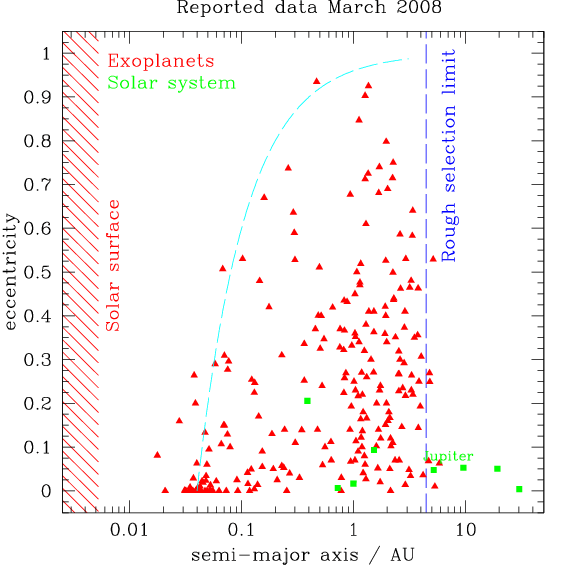 Reported data March 2008
Exoplanets
Solar system
Solar surface
Rough selection limit
Jupiter
eccentricity
1
0.9
0.8
0.7
0.6
0.5
0.4
0.3
0.2
0.1
0
0.01
0.1
1
10
semi-major axis / AU